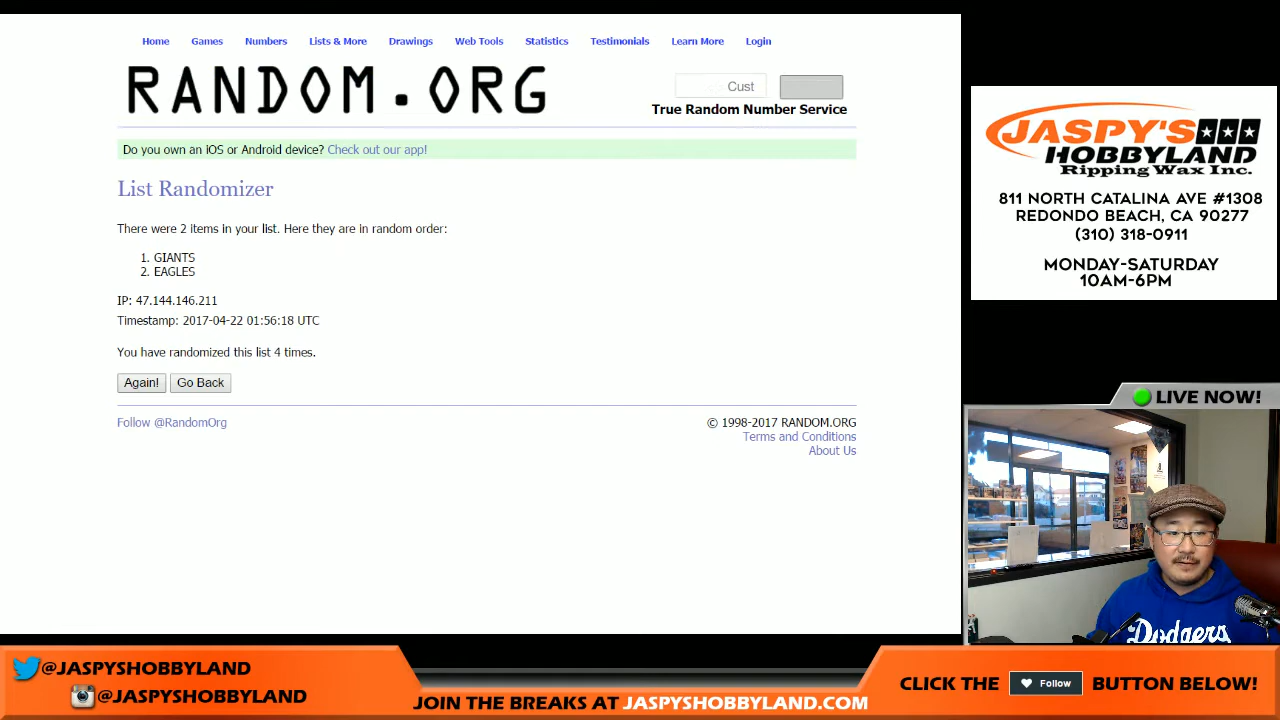 Home Games Numbers Lists & More Drawings Web Tools Statistics Testimonials Learn More Login
RANDOM.ORG
Cust
True Random Number Service
Do you own an iOS or Android device? Check out our app!
List Randomizer
There were 2 items in your list. Here they are in random order:
1. GIANTS
2. EAGLES
IP: 47.144.146.211
Timestamp: 2017-04-22 01:56:18 UTC
You have randomized this list 4 times.
Again! Go Back
Follow @RandomOrg
© 1998-2017 RANDOM.ORG
Terms and Conditions
About Us
JASPY'S
HOBBYLAND
Ripping Wax Inc.
811 NORTH CATALINA AVE #1308
REDONDO BEACH, CA 90277
(310) 318-0911
MONDAY-SATURDAY
10AM-6PM
LIVE NOW!
Dodgers
@JASPYSHOBBYLAND
@JASPYSHOBBYLAND
JOIN THE BREAKS AT JASPYSHOBBYLAND.COM
CLICK THE Follow BUTTON BELOW!